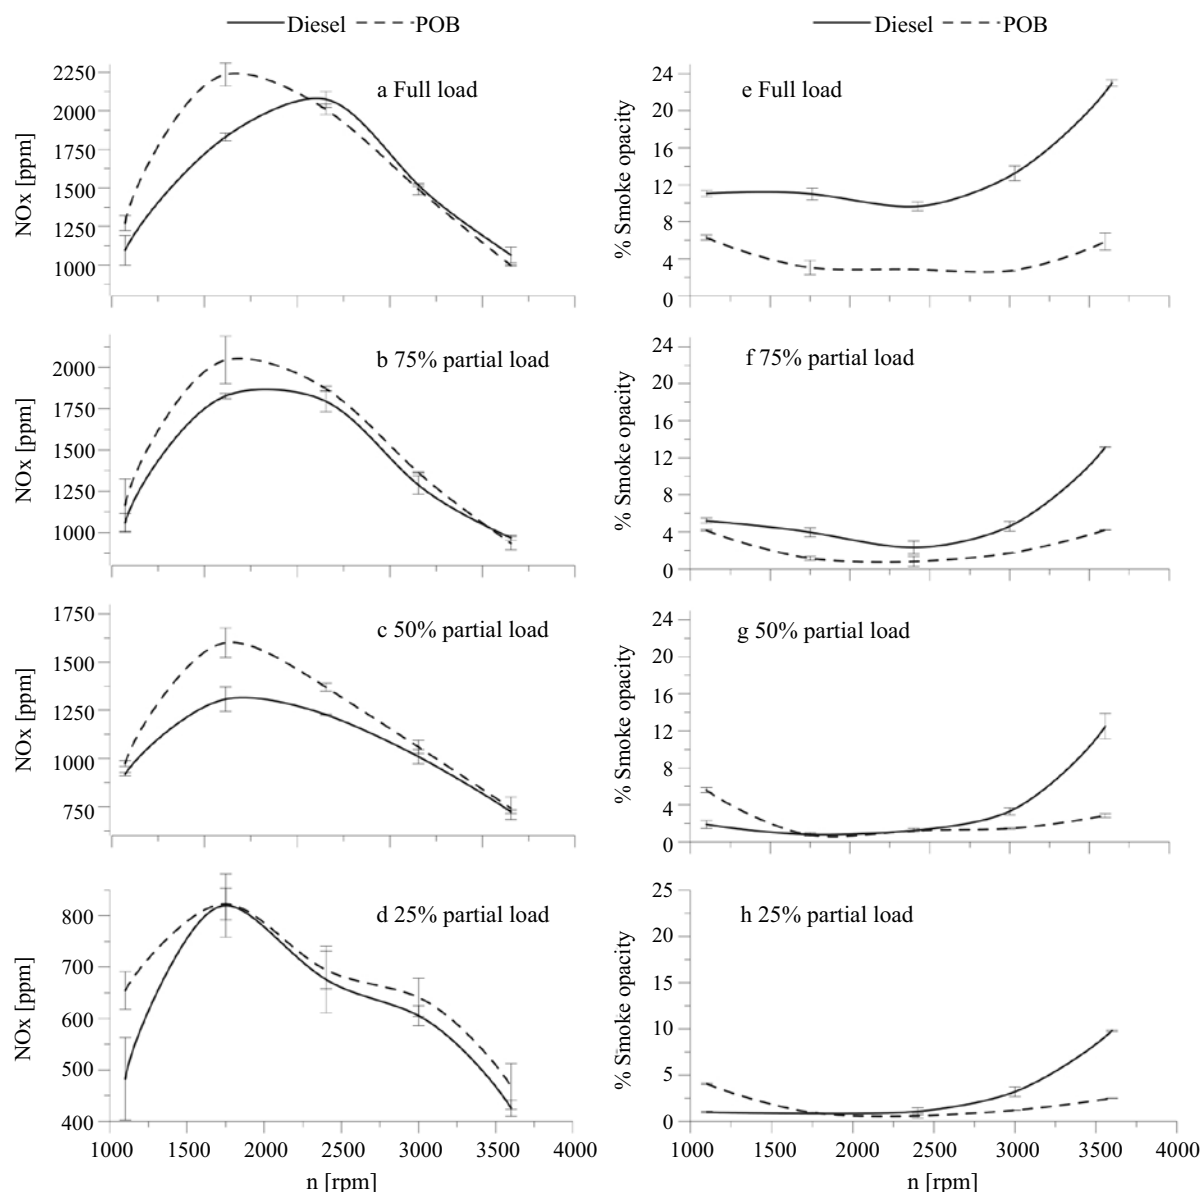 Diesel POB
Diesel POB
a Full load
NOx [ppm]
2250
2000
1750
1500
1250
1000
e Full load
% Smoke opacity
24
20
16
12
8
4
0
b 75% partial load
NOx [ppm]
2000
1750
1500
1250
1000
f 75% partial load
% Smoke opacity
24
20
16
12
8
4
0
c 50% partial load
NOx [ppm]
1750
1500
1250
1000
750
g 50% partial load
% Smoke opacity
24
20
16
12
8
4
0
d 25% partial load
NOx [ppm]
800
700
600
500
400
1000 1500 2000 2500 3000 3500 4000
n [rpm]
h 25% partial load
% Smoke opacity
25
20
15
10
5
0
1000 1500 2000 2500 3000 3500 4000
n [rpm]